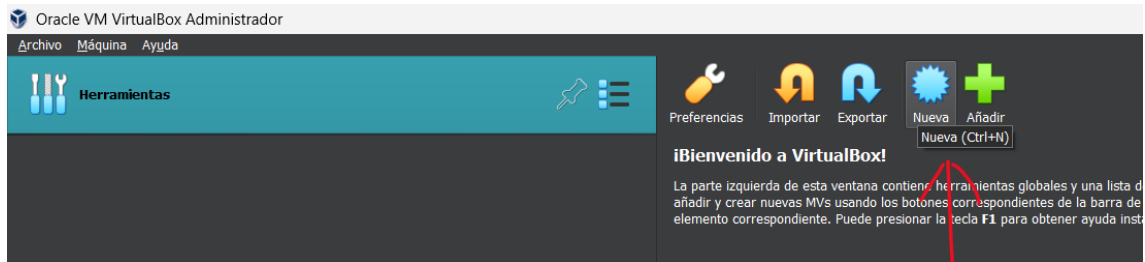 Oracle VM VirtualBox Administrador
Archivo Máquina Ayuda
Herramientas
Preferencias Importar Exportar Nueva Añadir
Nueva (Ctrl+N)
¡Bienvenido a VirtualBox!
La parte izquierda de esta ventana contiene herramientas globales y una lista d
añadir y crear nuevas MVs usando los botones correspondientes de la barra de
elemento correspondiente. Puede presionar la tecla F1 para obtener ayuda inst